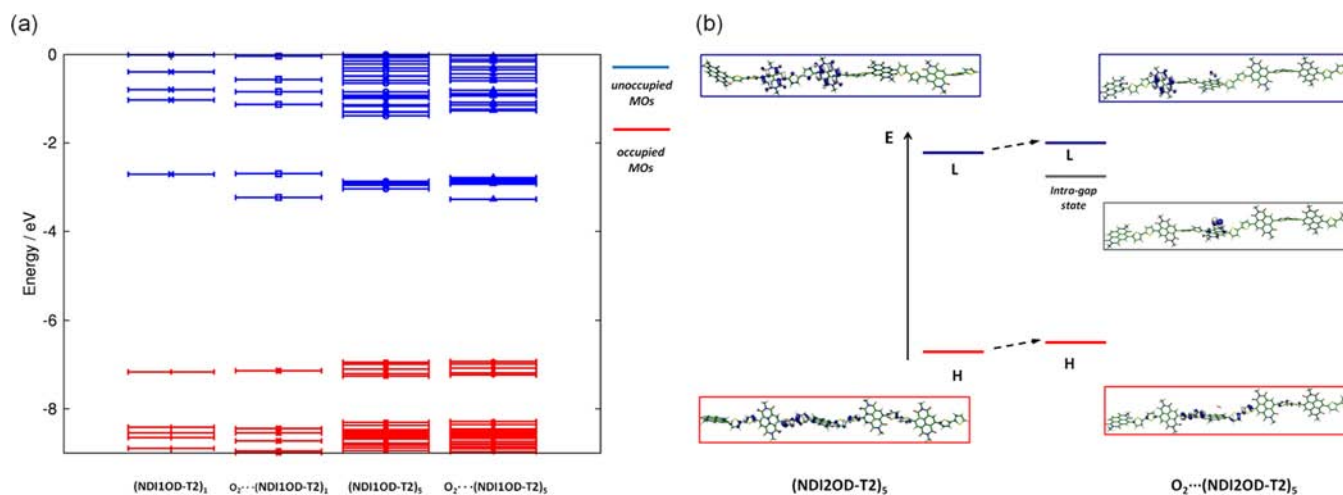 (a)
0
-2
-4
-6
-8
Energy / eV
(NDI1OD-T2)₁
O₂···(NDI1OD-T2)₁
(NDI1OD-T2)₅
O₂···(NDI1OD-T2)₅
unoccupied
MOs
occupied
MOs
(b)
E
L
L
Intra-gap
state
H
H
(NDI2OD-T2)₅
O₂···(NDI2OD-T2)₅